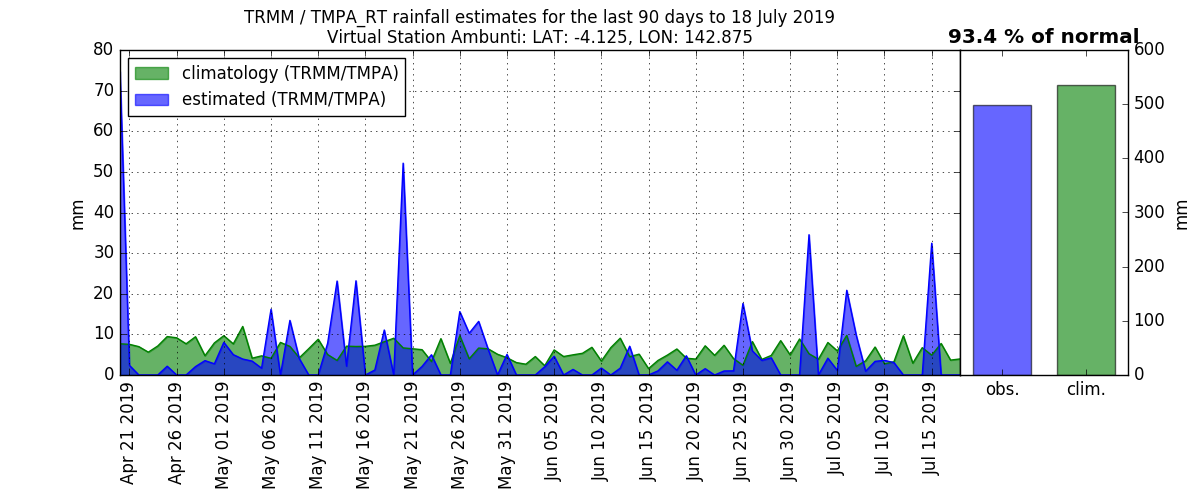 TRMM / TMPA_RT rainfall estimates for the last 90 days to 18 July 2019
Virtual Station Ambunti: LAT: -4.125, LON: 142.875
93.4 % of normal
climatology (TRMM/TMPA)
estimated (TRMM/TMPA)
80
70
60
50
40
30
20
10
0
mm
600
500
400
300
200
100
0
mm
Apr 21 2019
Apr 26 2019
May 01 2019
May 06 2019
May 11 2019
May 16 2019
May 21 2019
May 26 2019
May 31 2019
Jun 05 2019
Jun 10 2019
Jun 15 2019
Jun 20 2019
Jun 25 2019
Jun 30 2019
Jul 05 2019
Jul 10 2019
Jul 15 2019
obs.
clim.